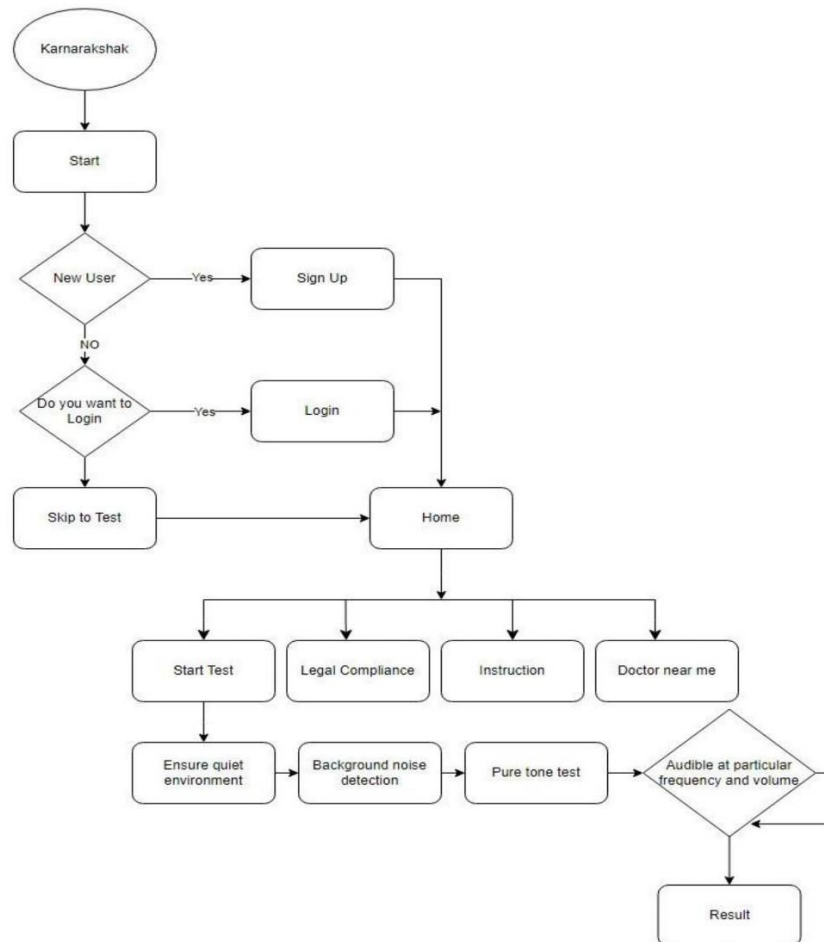 Karnarakshak
Start
New User
Yes
Sign Up
NO
Do you want to
Login
Yes
Login
Skip to Test
Home
Start Test
Legal Compliance
Instruction
Doctor near me
Ensure quiet
environment
Background noise
detection
Pure tone test
Audible at particular
frequency and volume
Result